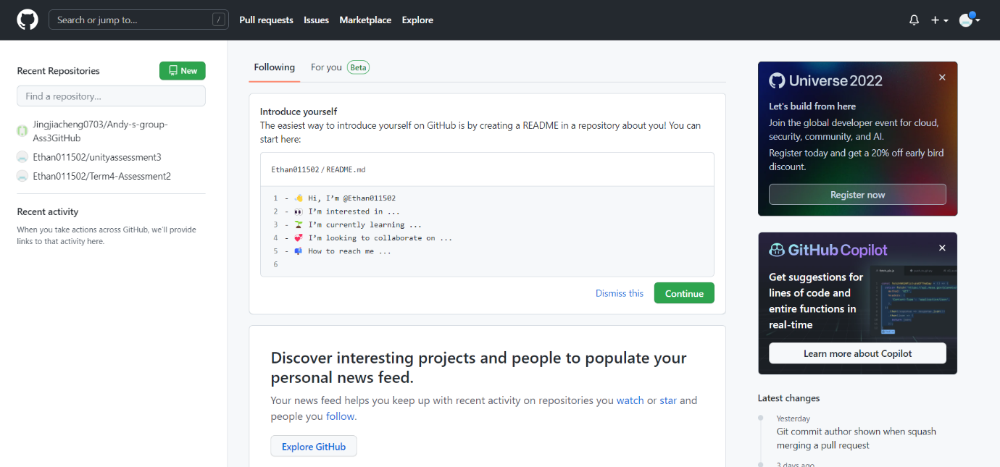 Search or jump to...
/
Pull requests
Issues
Marketplace
Explore
Recent Repositories
New
Find a repository...
Jingjiacheng0703/Andy-s-group-
Ass3GitHub
Ethan011502/unityassessment3
Ethan011502/Term4-Assessment2
Recent activity
When you take actions across GitHub, we'll provide
links to that activity here.
Following
For you
Beta
Introduce yourself
The easiest way to introduce yourself on GitHub is by creating a README in a repository about you! You can
start here:
Ethan011502 / README.md
1 - 👋 Hi, I'm @Ethan011502
2 - 👀 I'm interested in ...
3 - 🌱 I'm currently learning ...
4 - 💞️ I'm looking to collaborate on ...
5 - 📫 How to reach me ...
6
Dismiss this
Continue
Discover interesting projects and people to populate your
personal news feed.
Your news feed helps you keep up with recent activity on repositories you watch or star and
people you follow.
Explore GitHub
Universe 2022
Let's build from here
Join the global developer event for cloud,
security, community, and AI.
Register today and get a 20% off early bird
discount.
Register now
GitHub Copilot
Get suggestions for
lines of code and
entire functions in
real-time
Learn more about Copilot
Latest changes
Yesterday
Git commit author shown when squash
merging a pull request
3 days ago